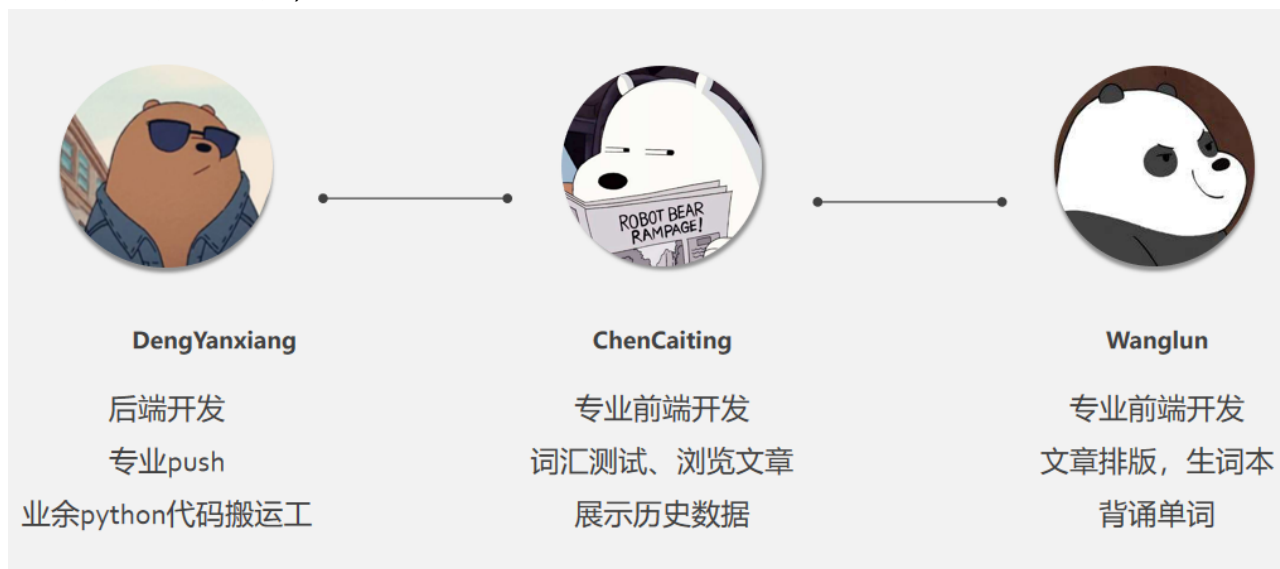 ROBOT BEAR
RAMPAGE!
DengYanxiang
ChenCaiting
Wanglun
后端开发
专业前端开发
专业前端开发
专业push
词汇测试、浏览文章
文章排版，生词本
业余python代码搬运工
展示历史数据
背诵单词